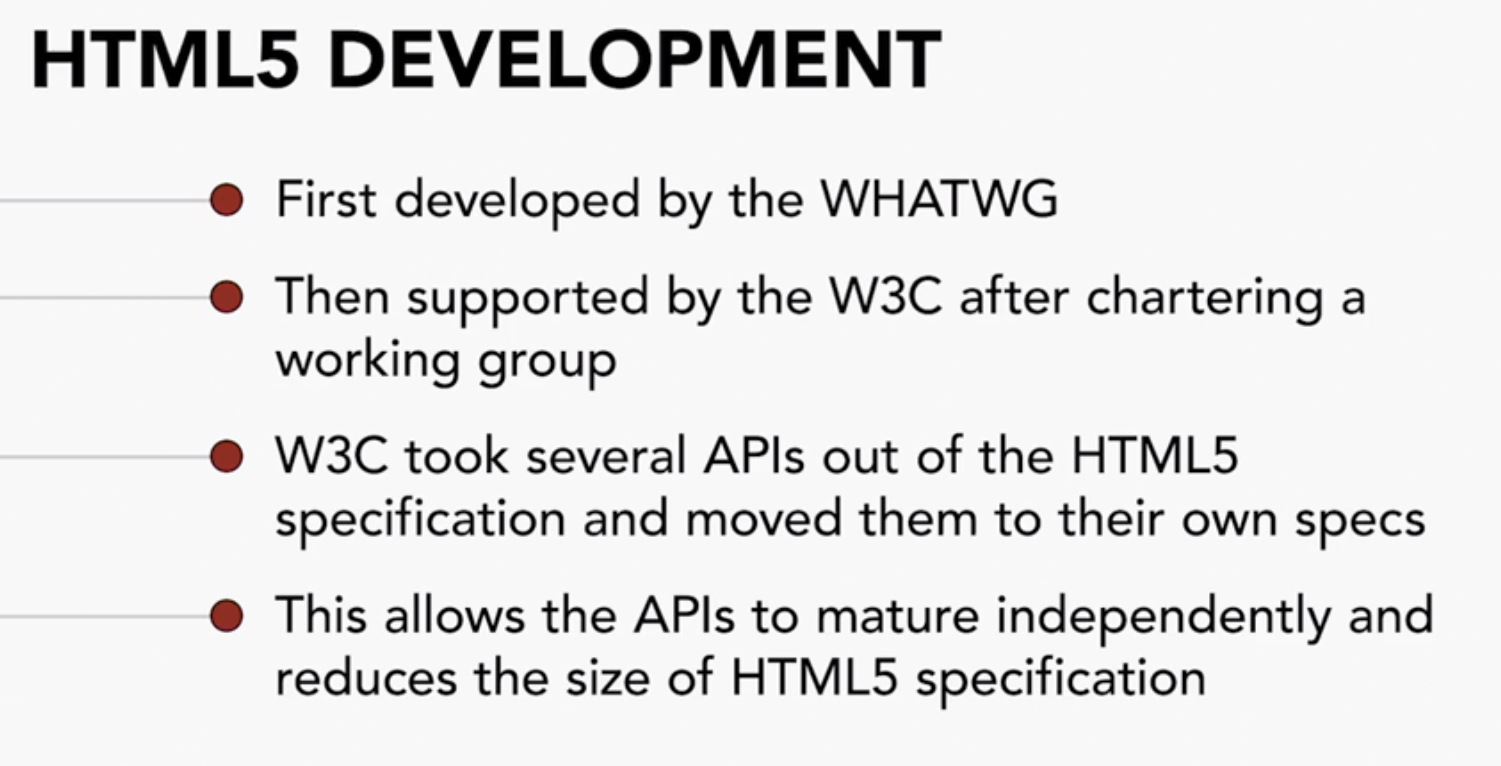 HTML5 DEVELOPMENT
First developed by the WHATWG
Then supported by the W3C after chartering a
working group
W3C took several APIs out of the HTML5
specification and moved them to their own specs
This allows the APIs to mature independently and
reduces the size of HTML5 specification